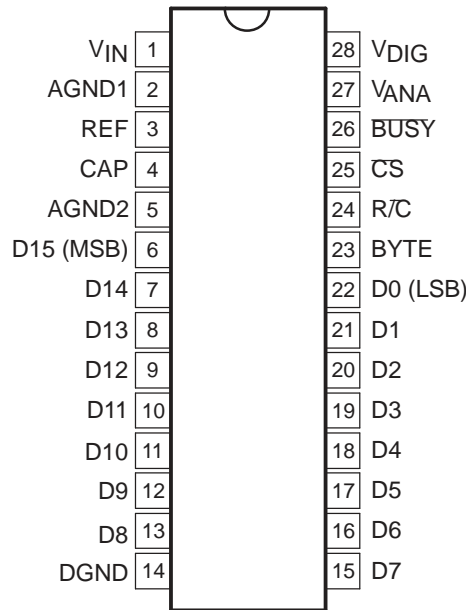 VIN 1 28 VDIG
AGND1 2 27 VANA
REF 3 26 BUSY
CAP 4 25 CS
AGND2 5 24 R/C
D15 (MSB) 6 23 BYTE
D14 7 22 D0 (LSB)
D13 8 21 D1
D12 9 20 D2
D11 10 19 D3
D10 11 18 D4
D9 12 17 D5
D8 13 16 D6
DGND 14 15 D7